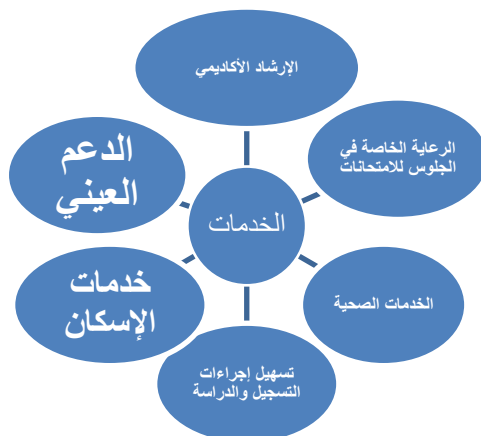 الإرشاد الأكاديمي
الرعاية الخاصة في
الجلوس للامتحانات
الدعم
العيني
الخدمات
خدمات
الإسكان
الخدمات الصحية
تسهيل إجراءات
التسجيل والدراسة